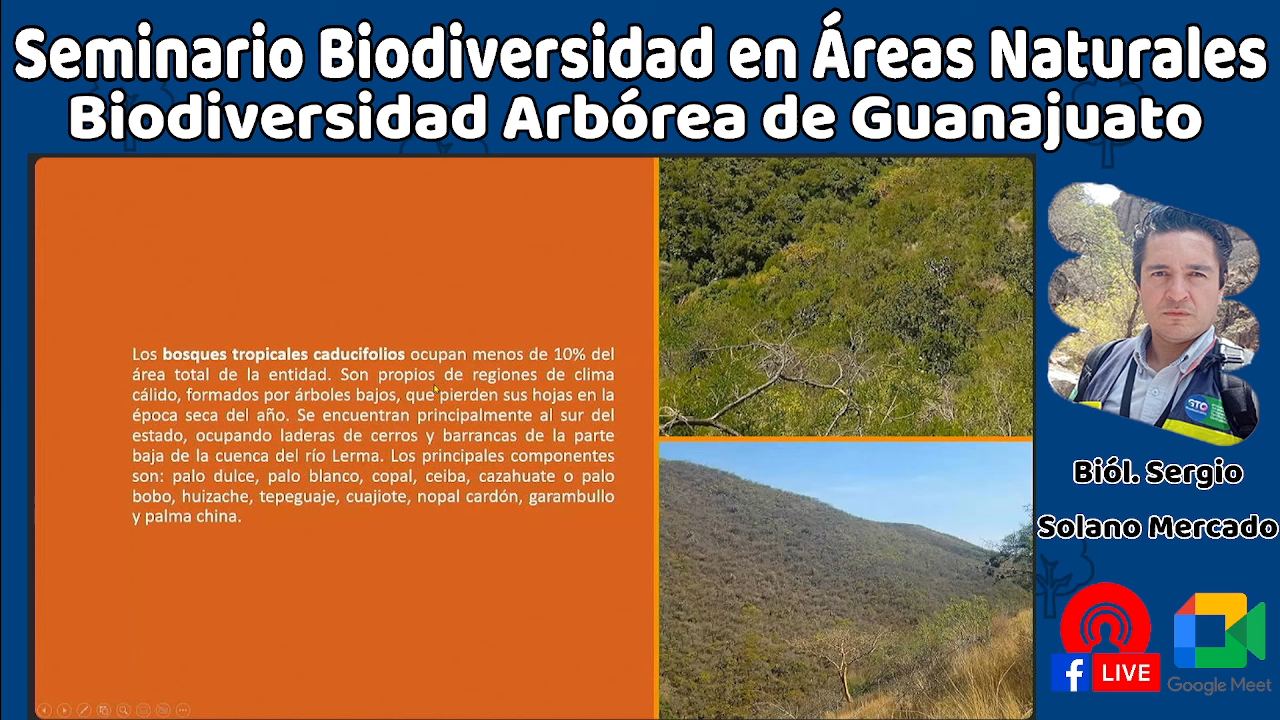 Seminario Biodiversidad en Áreas Naturales
Biodiversidad Arbórea de Guanajuato
Los bosques tropicales caducifolios ocupan menos de 10% del
área total de la entidad. Son propios de regiones de clima
cálido, formados por árboles bajos, que pierden sus hojas en la
época seca del año. Se encuentran principalmente al sur del
estado, ocupando laderas de cerros y barrancas de la parte
baja de la cuenca del río Lerma. Los principales componentes
son: palo dulce, palo blanco, copal, ceiba, cazahuate o palo
bobo, huizache, tepeguaje, cuajiote, nopal cardón, garambullo
y palma china.
GTO
Biól. Sergio
Solano Mercado
f LIVE
Google Meet